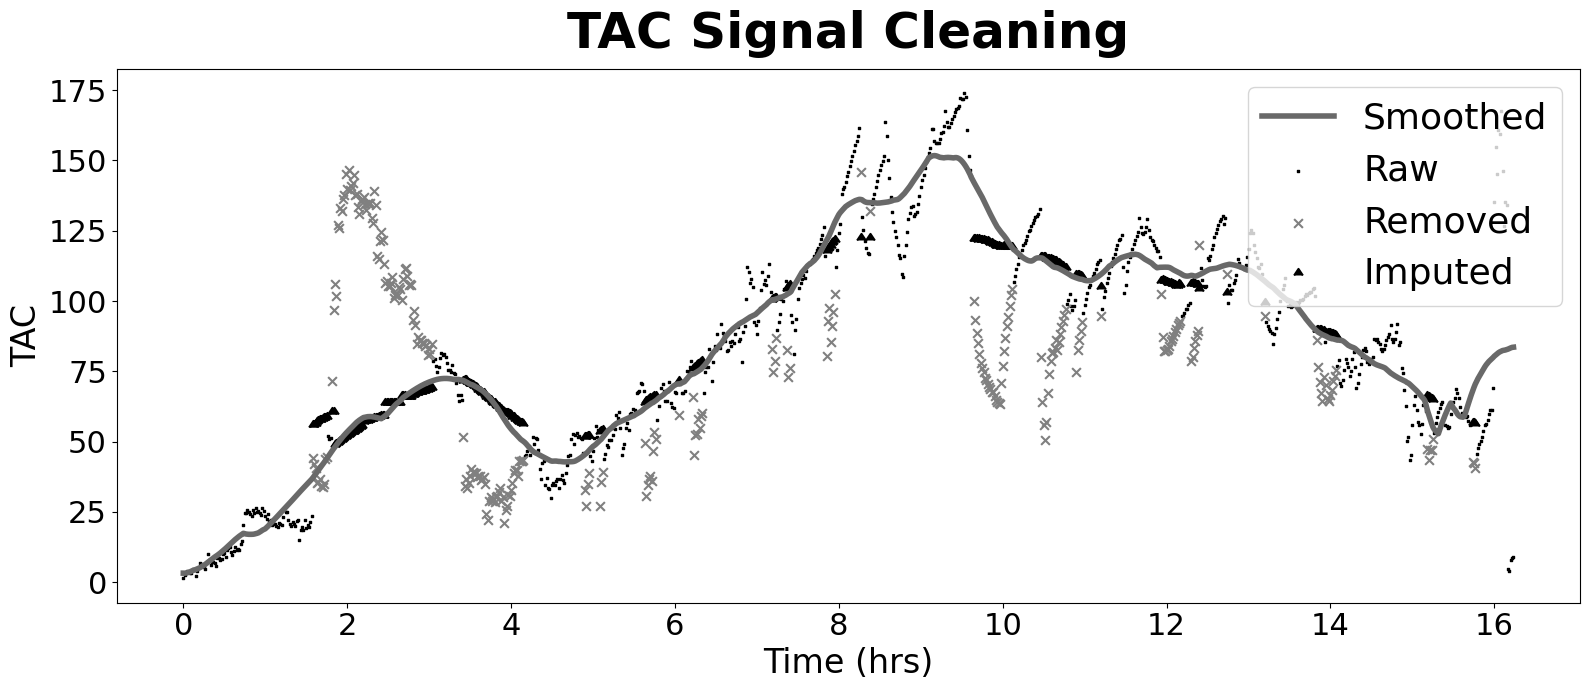 TAC Signal Cleaning
175
150
125
100
75
50
25
0
TAC
0 2 4 6 8 10 12 14 16
Time (hrs)
Smoothed
Raw
Removed
Imputed